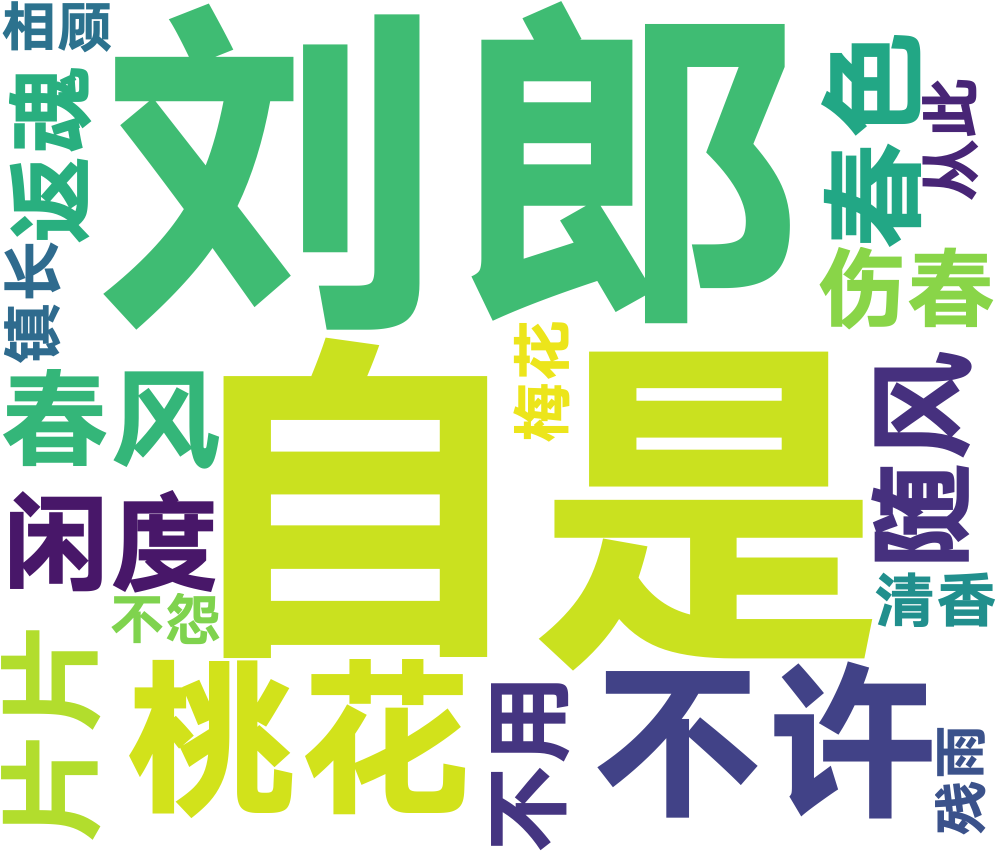 相顾
刘郎
春色
从此
返魂
镇长
伤春
梅花
自是
春风
随风
闲度
不怨
清香
片片
桃花
不用
不许
残雨